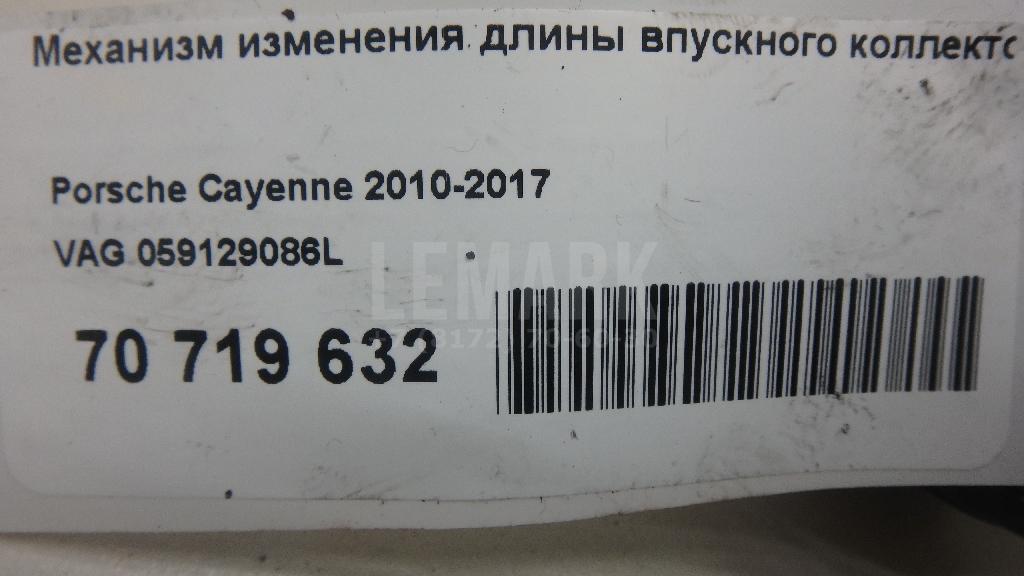 Механизм изменения длины впускного коллекто
Porsche Cayenne 2010-2017
VAG 059129086L
LEMARK
70 719 632